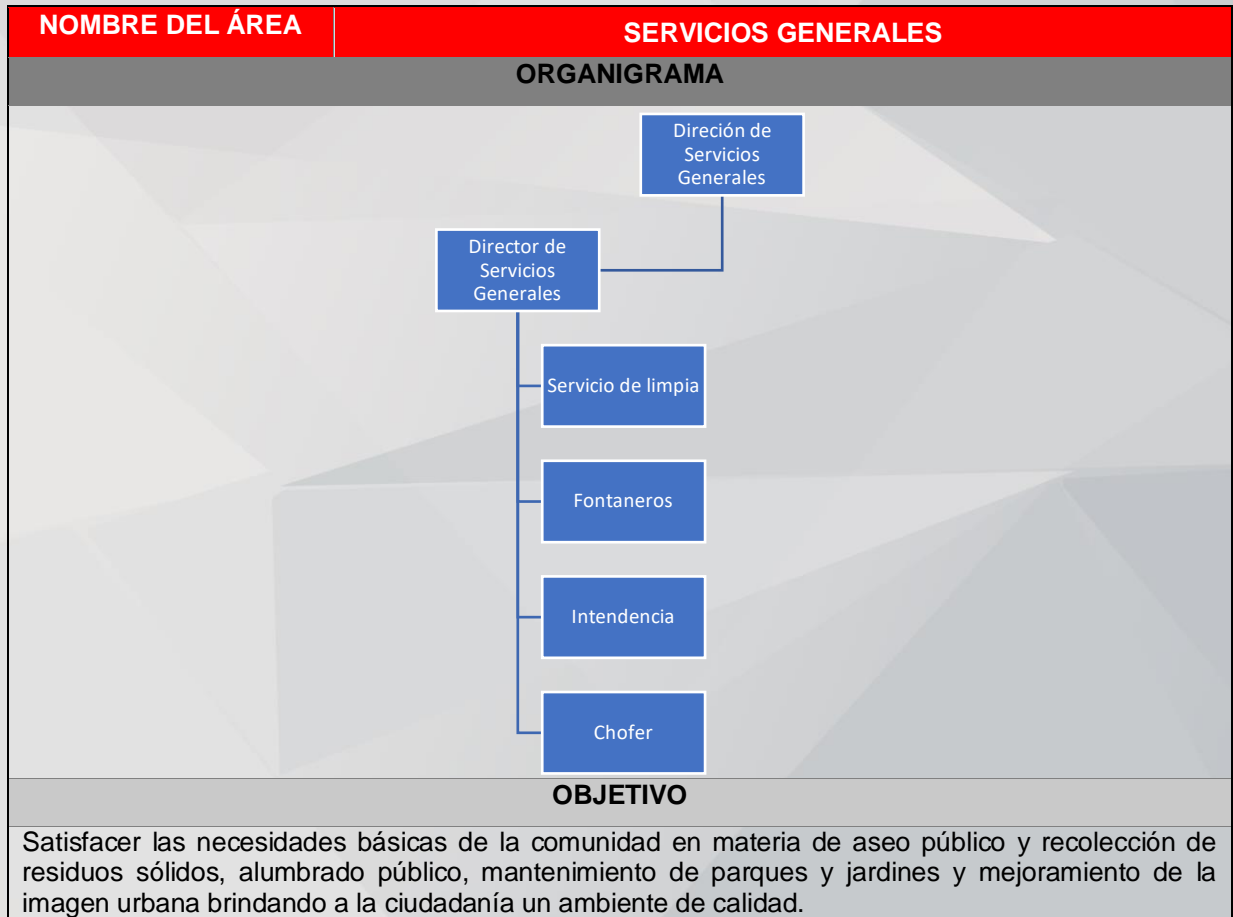 NOMBRE DEL ÁREA
SERVICIOS GENERALES
ORGANIGRAMA
Direción de
Servicios
Generales
Director de
Servicios
Generales
Servicio de limpia
Fontaneros
Intendencia
Chofer
OBJETIVO
Satisfacer las necesidades básicas de la comunidad en materia de aseo público y recolección de
residuos sólidos, alumbrado público, mantenimiento de parques y jardines y mejoramiento de la
imagen urbana brindando a la ciudadanía un ambiente de calidad.